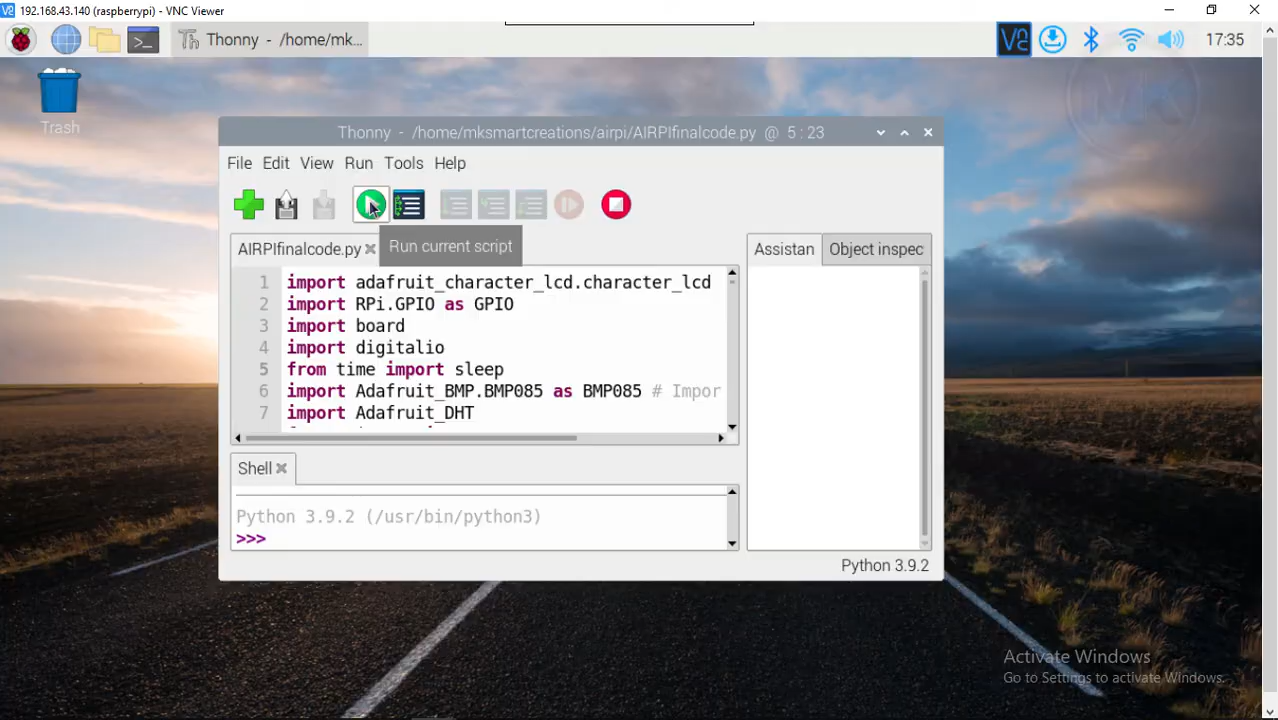 192.168.43.140 (raspberrypi) - VNC Viewer
Thonny - /home/mk...
17:35
Trash
MK
Thonny - /home/mksmartcreations/airpi/AIRPIfinalcode.py @ 5 : 23
File Edit View Run Tools Help
AIRPIfinalcode.py
Run current script
Assistan
Object inspec
1 import adafruit_character_lcd.character_lcd
2 import RPi.GPIO as GPIO
3 import board
4 import digitalio
5 from time import sleep
6 import Adafruit_BMP.BMP085 as BMP085 # Impor
7 import Adafruit_DHT
Shell
Python 3.9.2 (/usr/bin/python3)
>>>
Python 3.9.2
Activate Windows
Go to Settings to activate Windows.